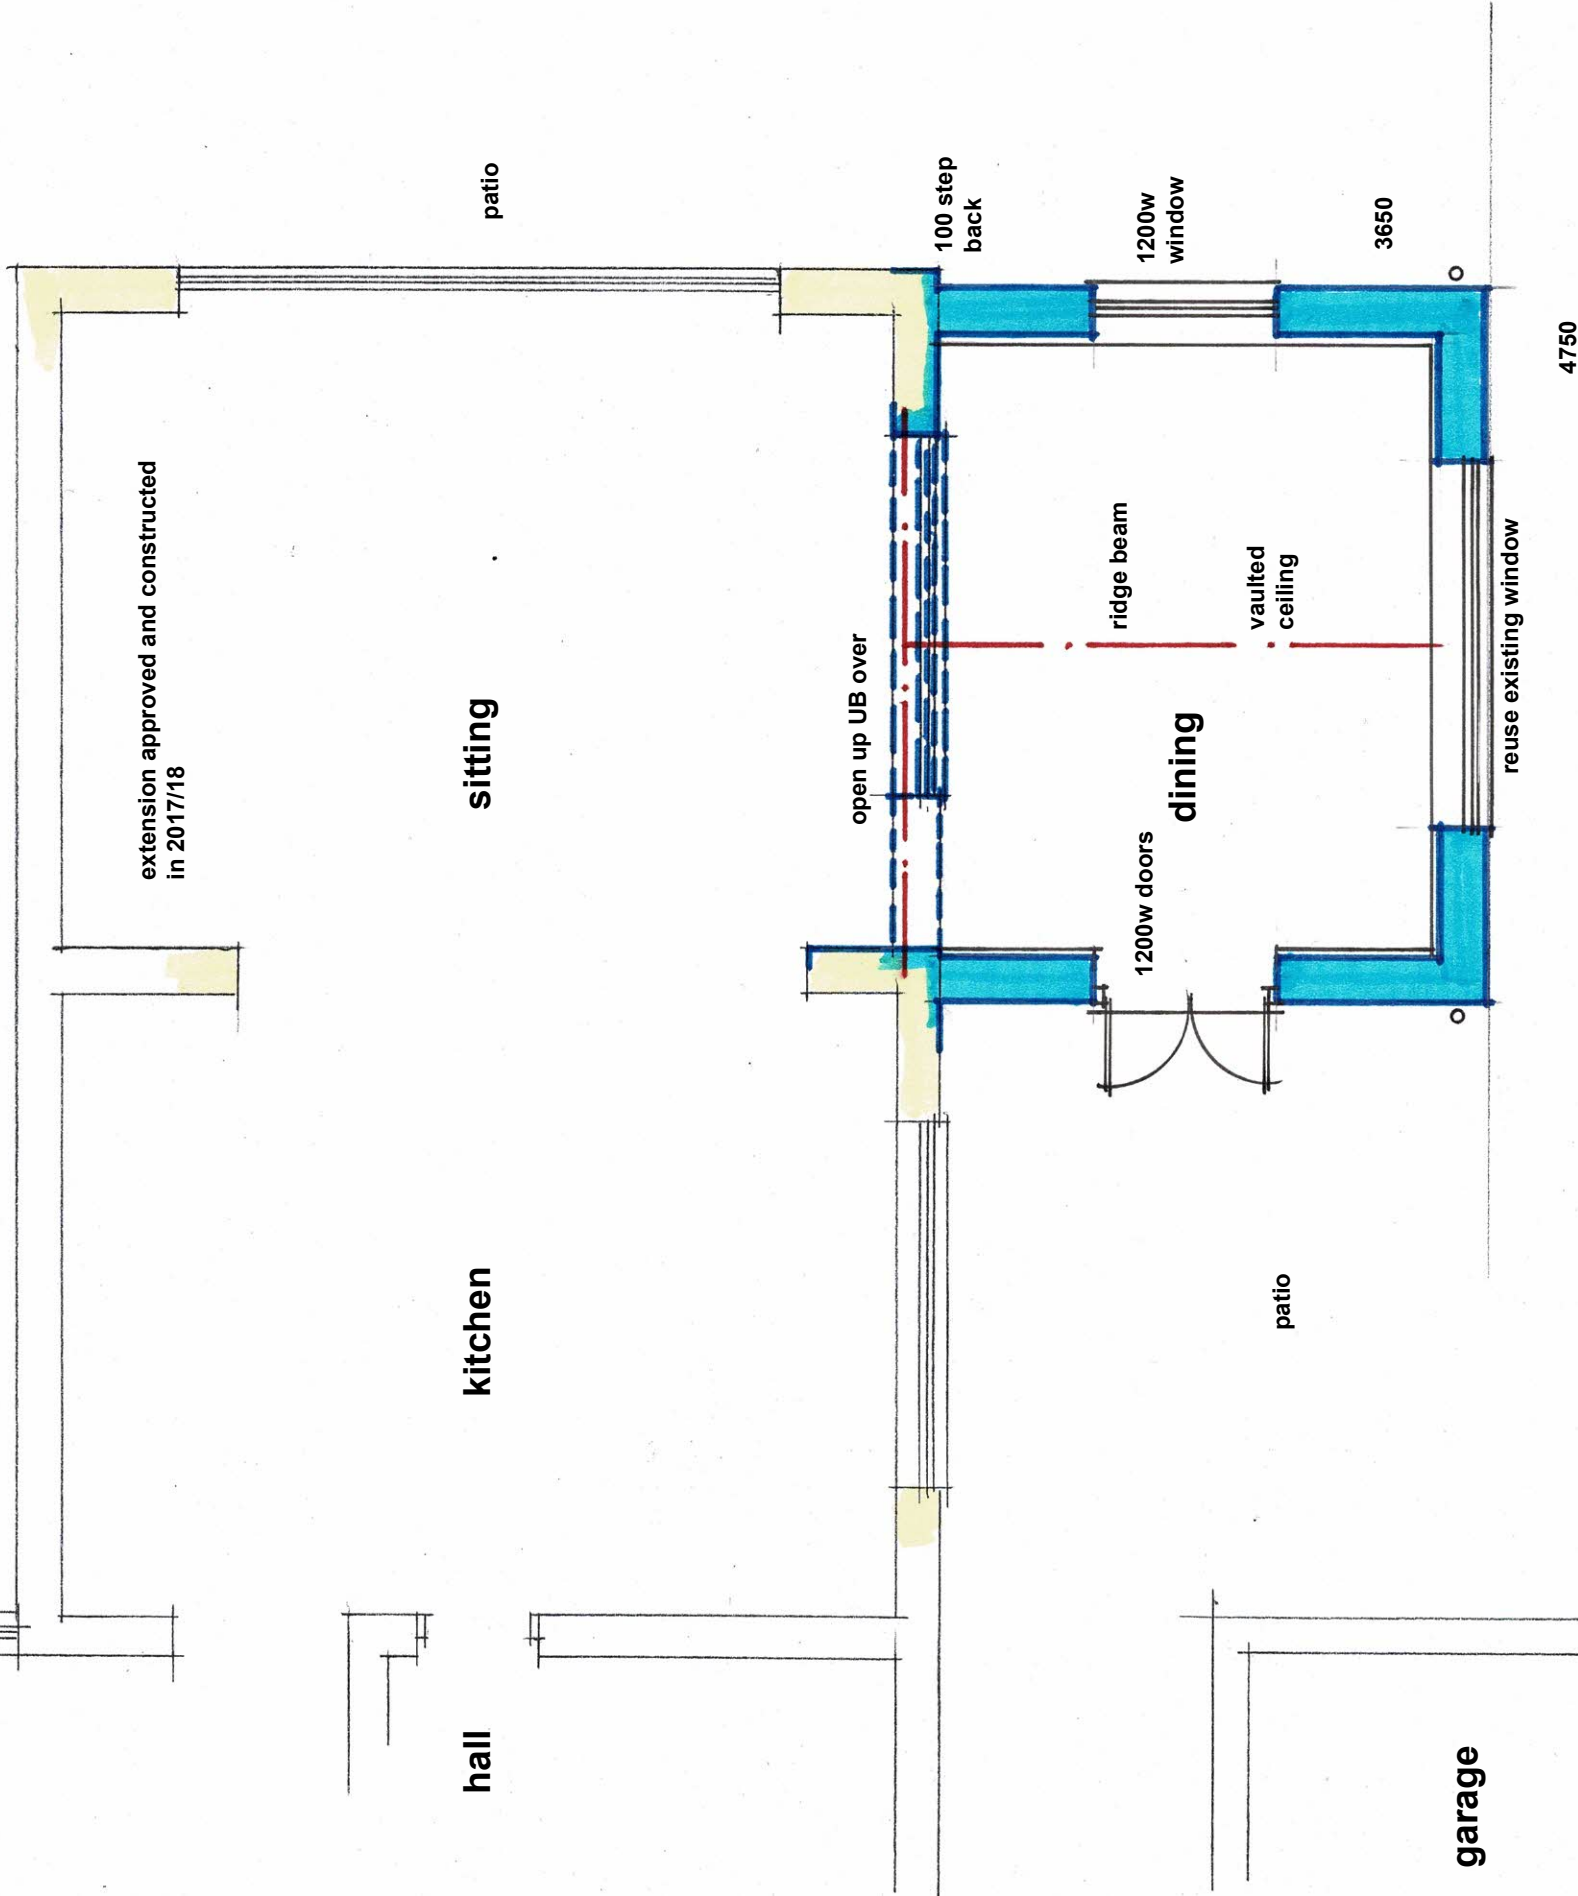 extension approved and constructed
in 2017/18
patio
sitting
kitchen
hall
open up UB over
100 step
back
1200w
window
3650
ridge beam
vaulted
ceiling
dining
1200w doors
reuse existing window
4750
patio
garage